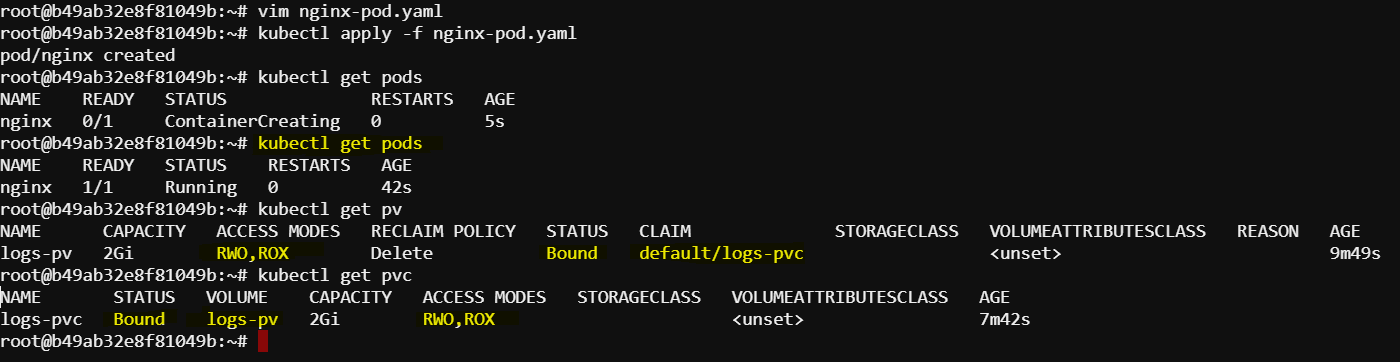 root@b49ab32e8f81049b:~# vim nginx-pod.yaml
root@b49ab32e8f81049b:~# kubectl apply -f nginx-pod.yaml
pod/nginx created
root@b49ab32e8f81049b:~# kubectl get pods
NAME    READY   STATUS              RESTARTS   AGE
nginx   0/1     ContainerCreating   0          5s
root@b49ab32e8f81049b:~# kubectl get pods
NAME    READY   STATUS    RESTARTS   AGE
nginx   1/1     Running   0          42s
root@b49ab32e8f81049b:~# kubectl get pv
NAME      CAPACITY   ACCESS MODES   RECLAIM POLICY   STATUS   CLAIM              STORAGECLASS   VOLUMEATTRIBUTESCLASS   REASON   AGE
logs-pv   2Gi        RWO,ROX        Delete           Bound    default/logs-pvc                  <unset>                          9m49s
root@b49ab32e8f81049b:~# kubectl get pvc
NAME       STATUS   VOLUME    CAPACITY   ACCESS MODES   STORAGECLASS   VOLUMEATTRIBUTESCLASS   AGE
logs-pvc   Bound    logs-pv   2Gi        RWO,ROX                       <unset>                 7m42s
root@b49ab32e8f81049b:~#